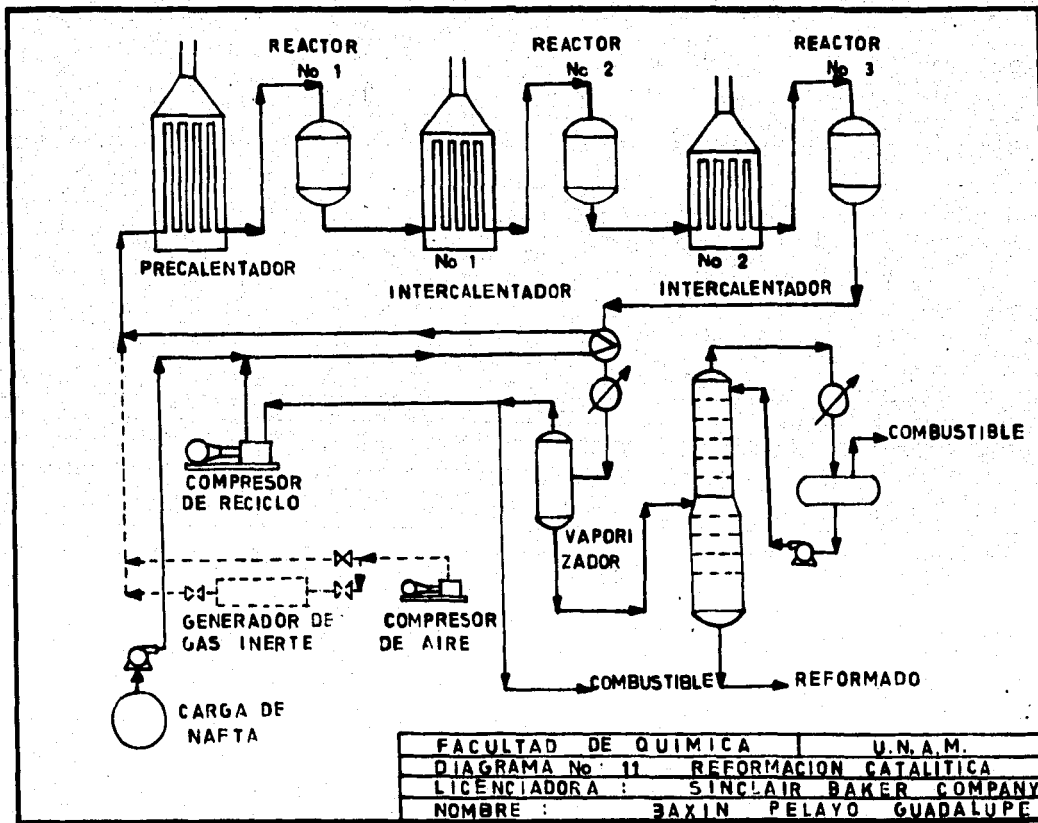 REACTOR
No 1
REACTOR
No 2
REACTOR
No 3
PRECALENTADOR
No 1
INTERCALENTADOR
No 2
INTERCALENTADOR
COMBUSTIBLE
COMPRESOR
DE RECICLO
VAPORI
ZADOR
GENERADOR DE
GAS INERTE
COMPRESOR
DE AIRE
COMBUSTIBLE
REFORMADO
CARGA DE
NAFTA
FACULTAD DE QUIMICA U.N.A.M.
DIAGRAMA No 11 REFORMACION CATALITICA
LICENCIADORA : SINCLAIR BAKER COMPANY
NOMBRE : BAXIN PELAYO GUADALUPE